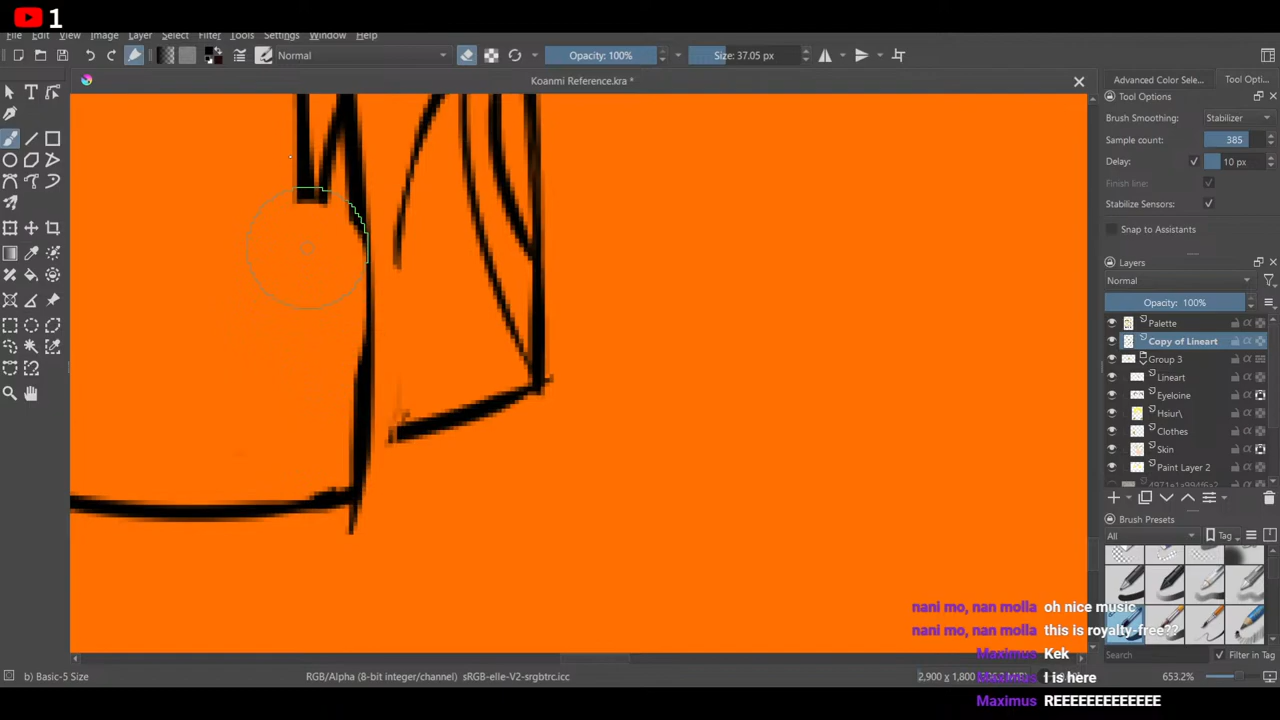 1
File Edit View Image Layer Select Filter Tools Settings Window Help
Normal
Opacity: 100%
Size: 37.05 px
Koanmi Reference.kra *
Advanced Color Sele...
Tool Opti...
Tool Options
Brush Smoothing:
Stabilizer
Sample count:
385
Delay:
10 px
Finish line:
Stabilize Sensors:
Snap to Assistants
Layers
Normal
Opacity: 100%
Palette
Copy of Lineart
Group 3
Lineart
Eyeloine
Hsiur\
Clothes
Skin
Paint Layer 2
Brush Presets
All
Tag
nani mo, nan molla oh nice music
nani mo, nan molla this is royalty-free??
Maximus Kek
Maximus I is here
Maximus REEEEEEEEEEEEE
Search
Filter in Tag
b) Basic-5 Size
RGB/Alpha (8-bit integer/channel) sRGB-elle-V2-srgbtrc.icc
2,900 x 1,800
653.2%